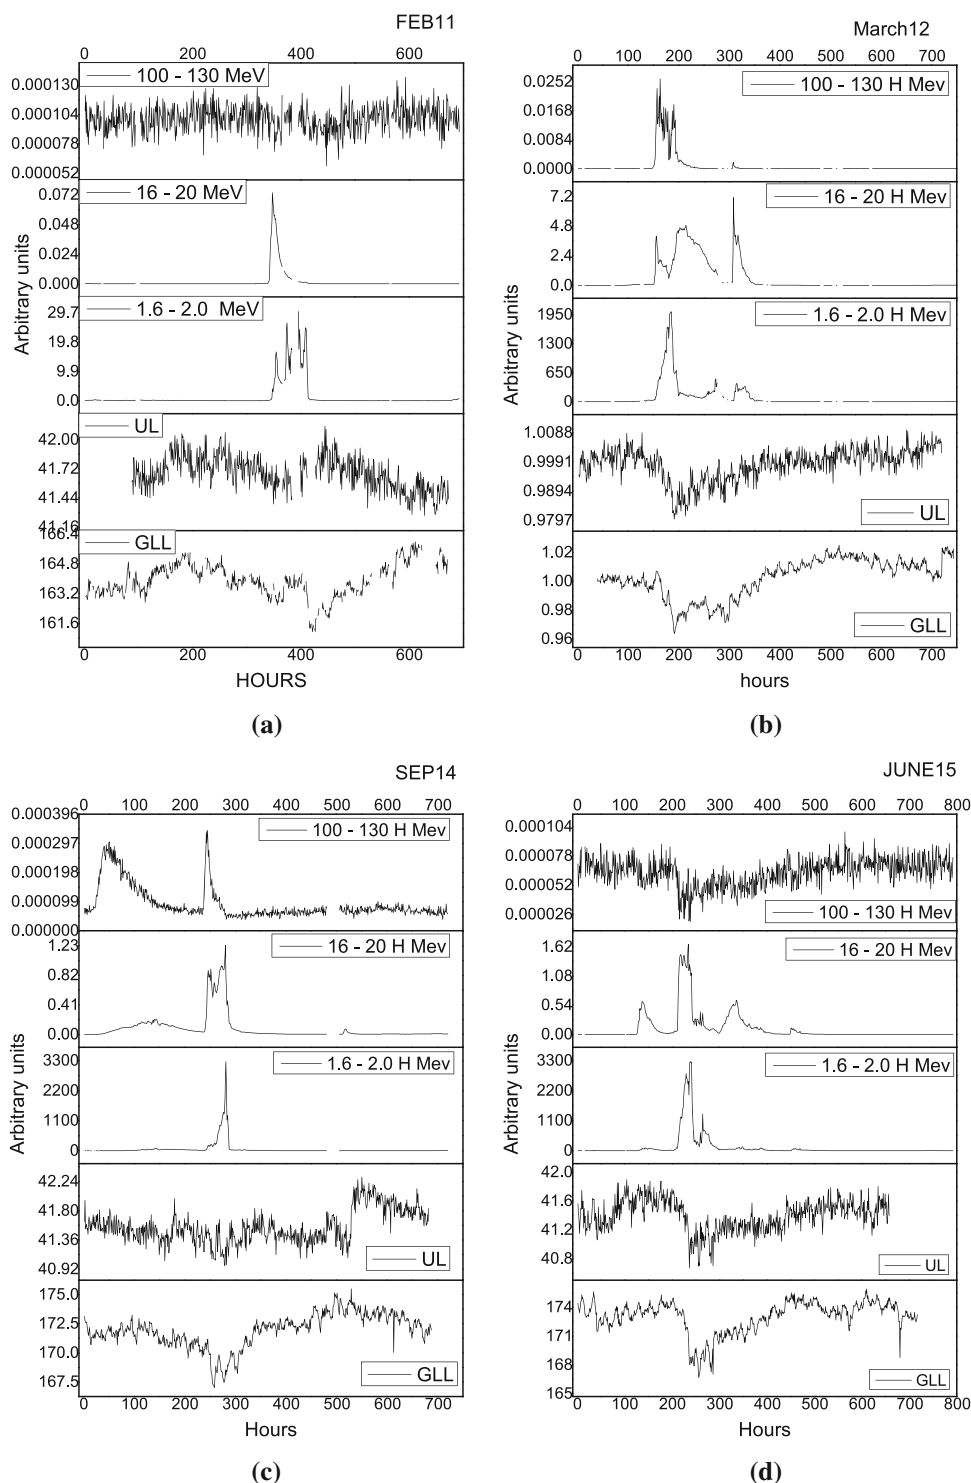 FEB11
0 200 400 600
Arbitrary units
0.000130
0.000104
0.000078
0.000052
100 - 130 MeV
0.072
0.048
0.024
0.000
16 - 20 MeV
29.7
19.8
9.9
0.0
1.6 - 2.0 MeV
42.00
41.72
41.44
41.16
UL
166.4
164.8
163.2
161.6
GLL
0 200 400 600
HOURS
(a)
March12
0 100 200 300 400 500 600 700
Arbitrary units
0.0252
0.0168
0.0084
0.0000
100 - 130 H Mev
7.2
4.8
2.4
0.0
16 - 20 H Mev
1950
1300
650
0
1.6 - 2.0 H Mev
1.0088
0.9991
0.9894
0.9797
UL
1.02
1.00
0.98
0.96
GLL
0 100 200 300 400 500 600 700
hours
(b)
SEP14
0 100 200 300 400 500 600 700
Arbitrary units
0.000396
0.000297
0.000198
0.000099
0.000000
100 - 130 H Mev
1.23
0.82
0.41
0.00
16 - 20 H Mev
3300
2200
1100
0
1.6 - 2.0 H Mev
42.24
41.80
41.36
40.92
UL
175.0
172.5
170.0
167.5
GLL
0 100 200 300 400 500 600 700
Hours
(c)
JUNE15
0 100 200 300 400 500 600 700 800
Arbitrary units
0.000104
0.000078
0.000052
0.000026
100 - 130 H Mev
1.62
1.08
0.54
0.00
16 - 20 H Mev
3300
2200
1100
0
1.6 - 2.0 H Mev
42.0
41.6
41.2
40.8
UL
174
171
168
165
GLL
0 100 200 300 400 500 600 700 800
Hours
(d)